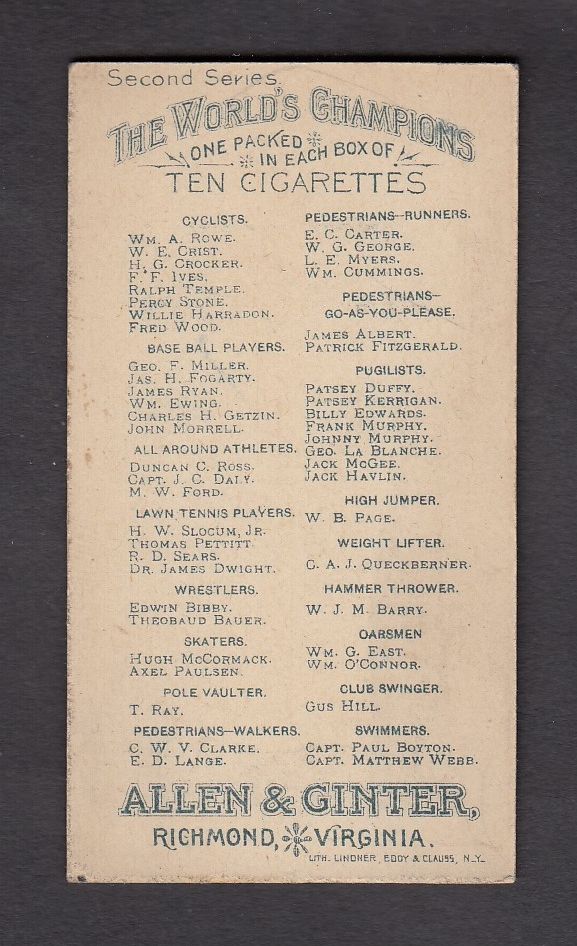 Second Series.
THE WORLD'S CHAMPIONS
ONE PACKED
IN EACH BOX OF
TEN CIGARETTES
CYCLISTS.
WM. A. ROWE.
W. E. CRIST.
H. G. CROCKER.
F. F. IVES.
RALPH TEMPLE.
PERCY STONE.
WILLIE HARRADON.
FRED WOOD.
BASE BALL PLAYERS.
GEO. F. MILLER.
JAS. H. FOGARTY.
JAMES RYAN.
WM. EWING.
CHARLES H. GETZIN.
JOHN MORRELL.
ALL AROUND ATHLETES.
DUNCAN C. ROSS.
CAPT. J. C. DALY.
M. W. FORD.
LAWN TENNIS PLAYERS.
H. W. SLOCUM, JR.
THOMAS PETTITT.
R. D. SEARS.
DR. JAMES DWIGHT.
WRESTLERS.
EDWIN BIBBY.
THEOBAUD BAUER.
SKATERS.
HUGH MCCORMACK.
AXEL PAULSEN.
POLE VAULTER.
T. RAY.
PEDESTRIANS—WALKERS.
C. W. V. CLARKE.
E. D. LANGE.
PEDESTRIANS—RUNNERS.
E. C. CARTER.
W. G. GEORGE.
L. E. MYERS.
WM. CUMMINGS.
PEDESTRIANS—
GO-AS-YOU-PLEASE.
JAMES ALBERT.
PATRICK FITZGERALD.
PUGILISTS.
PATSEY DUFFY.
PATSEY KERRIGAN.
BILLY EDWARDS.
FRANK MURPHY.
JOHNNY MURPHY.
GEO. LA BLANCHE.
JACK MCGEE.
JACK HAVLIN.
HIGH JUMPER.
W. B. PAGE.
WEIGHT LIFTER.
C. A. J. QUECKBERNER.
HAMMER THROWER.
W. J. M. BARRY.
OARSMEN
WM. G. EAST.
WM. O'CONNOR.
CLUB SWINGER.
GUS HILL.
SWIMMERS.
CAPT. PAUL BOYTON.
CAPT. MATTHEW WEBB.
ALLEN & GINTER,
RICHMOND, VIRGINIA.
LITH. LINDNER, EDDY & CLAUSS, N.Y.